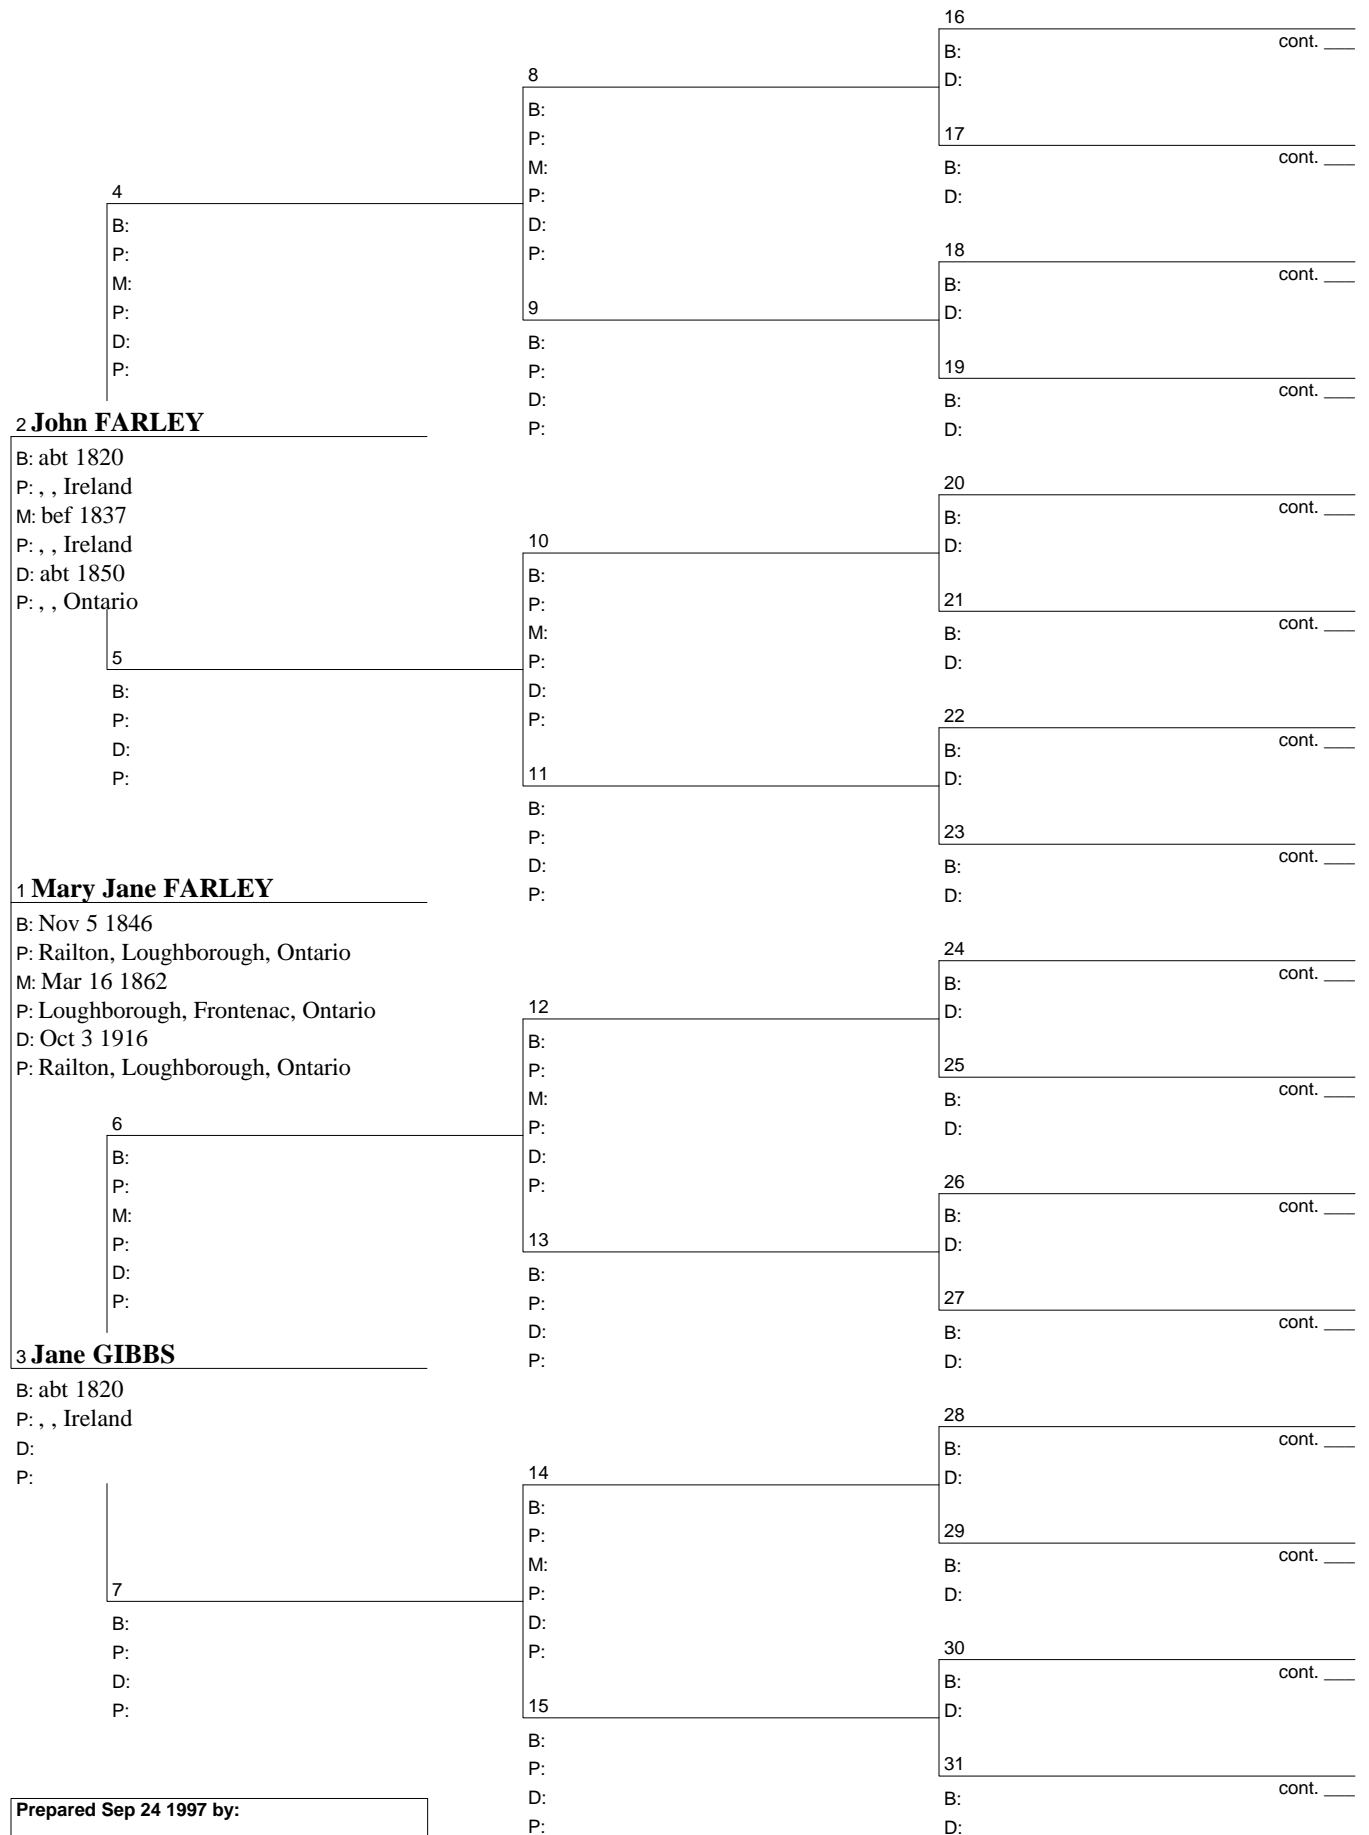 16
cont. ___
B:
D:
8
B:
P:
M:
P:
D:
P:
17
cont. ___
B:
D:
4
B:
P:
M:
P:
D:
P:
18
cont. ___
B:
D:
9
B:
P:
D:
P:
19
cont. ___
B:
D:
2 John FARLEY
B: abt 1820
P: , , Ireland
M: bef 1837
P: , , Ireland
D: abt 1850
P: , , Ontario
20
cont. ___
B:
D:
10
B:
P:
M:
P:
D:
P:
21
cont. ___
B:
D:
5
B:
P:
D:
P:
22
cont. ___
B:
D:
11
B:
P:
D:
P:
23
cont. ___
B:
D:
1 Mary Jane FARLEY
B: Nov 5 1846
P: Railton, Loughborough, Ontario
M: Mar 16 1862
P: Loughborough, Frontenac, Ontario
D: Oct 3 1916
P: Railton, Loughborough, Ontario
24
cont. ___
B:
D:
12
B:
P:
M:
P:
D:
P:
25
cont. ___
B:
D:
6
B:
P:
M:
P:
D:
P:
26
cont. ___
B:
D:
13
B:
P:
D:
P:
27
cont. ___
B:
D:
3 Jane GIBBS
B: abt 1820
P: , , Ireland
D:
P:
28
cont. ___
B:
D:
14
B:
P:
M:
P:
D:
P:
29
cont. ___
B:
D:
7
B:
P:
D:
P:
30
cont. ___
B:
D:
15
B:
P:
D:
P:
31
cont. ___
B:
D:
Prepared Sep 24 1997 by: